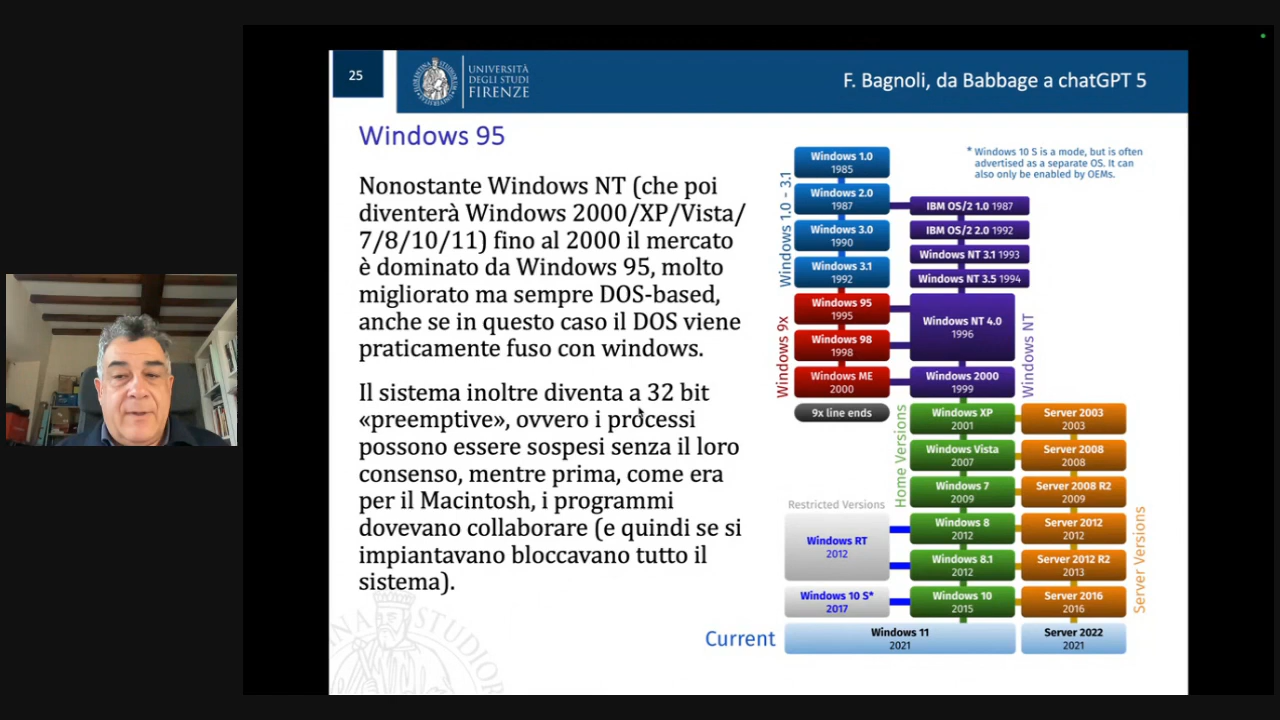 25
UNIVERSITÀ
DEGLI STUDI
FIRENZE
F. Bagnoli, da Babbage a chatGPT 5
Windows 95
Nonostante Windows NT (che poi
diventerà Windows 2000/XP/Vista/
7/8/10/11) fino al 2000 il mercato
è dominato da Windows 95, molto
migliorato ma sempre DOS-based,
anche se in questo caso il DOS viene
praticamente fuso con windows.
Il sistema inoltre diventa a 32 bit
«preemptive», ovvero i processi
possono essere sospesi senza il loro
consenso, mentre prima, come era
per il Macintosh, i programmi
dovevano collaborare (e quindi se si
impiantavano bloccavano tutto il
sistema).
* Windows 10 S is a mode, but is often
advertised as a separate OS. It can
also only be enabled by OEMs.
Windows 1.0 - 3.1
Windows 1.0
1985
Windows 2.0
1987
Windows 3.0
1990
Windows 3.1
1992
IBM OS/2 1.0 1987
IBM OS/2 2.0 1992
Windows NT 3.1 1993
Windows NT 3.5 1994
Windows 9x
Windows 95
1995
Windows 98
1998
Windows ME
2000
9x line ends
Windows NT 4.0
1996
Windows 2000
1999
Windows NT
Home Versions
Windows XP
2001
Windows Vista
2007
Windows 7
2009
Windows 8
2012
Windows 8.1
2012
Windows 10
2015
Server 2003
2003
Server 2008
2008
Server 2008 R2
2009
Server 2012
2012
Server 2012 R2
2013
Server 2016
2016
Server Versions
Restricted Versions
Windows RT
2012
Windows 10 S*
2017
Current
Windows 11
2021
Server 2022
2021